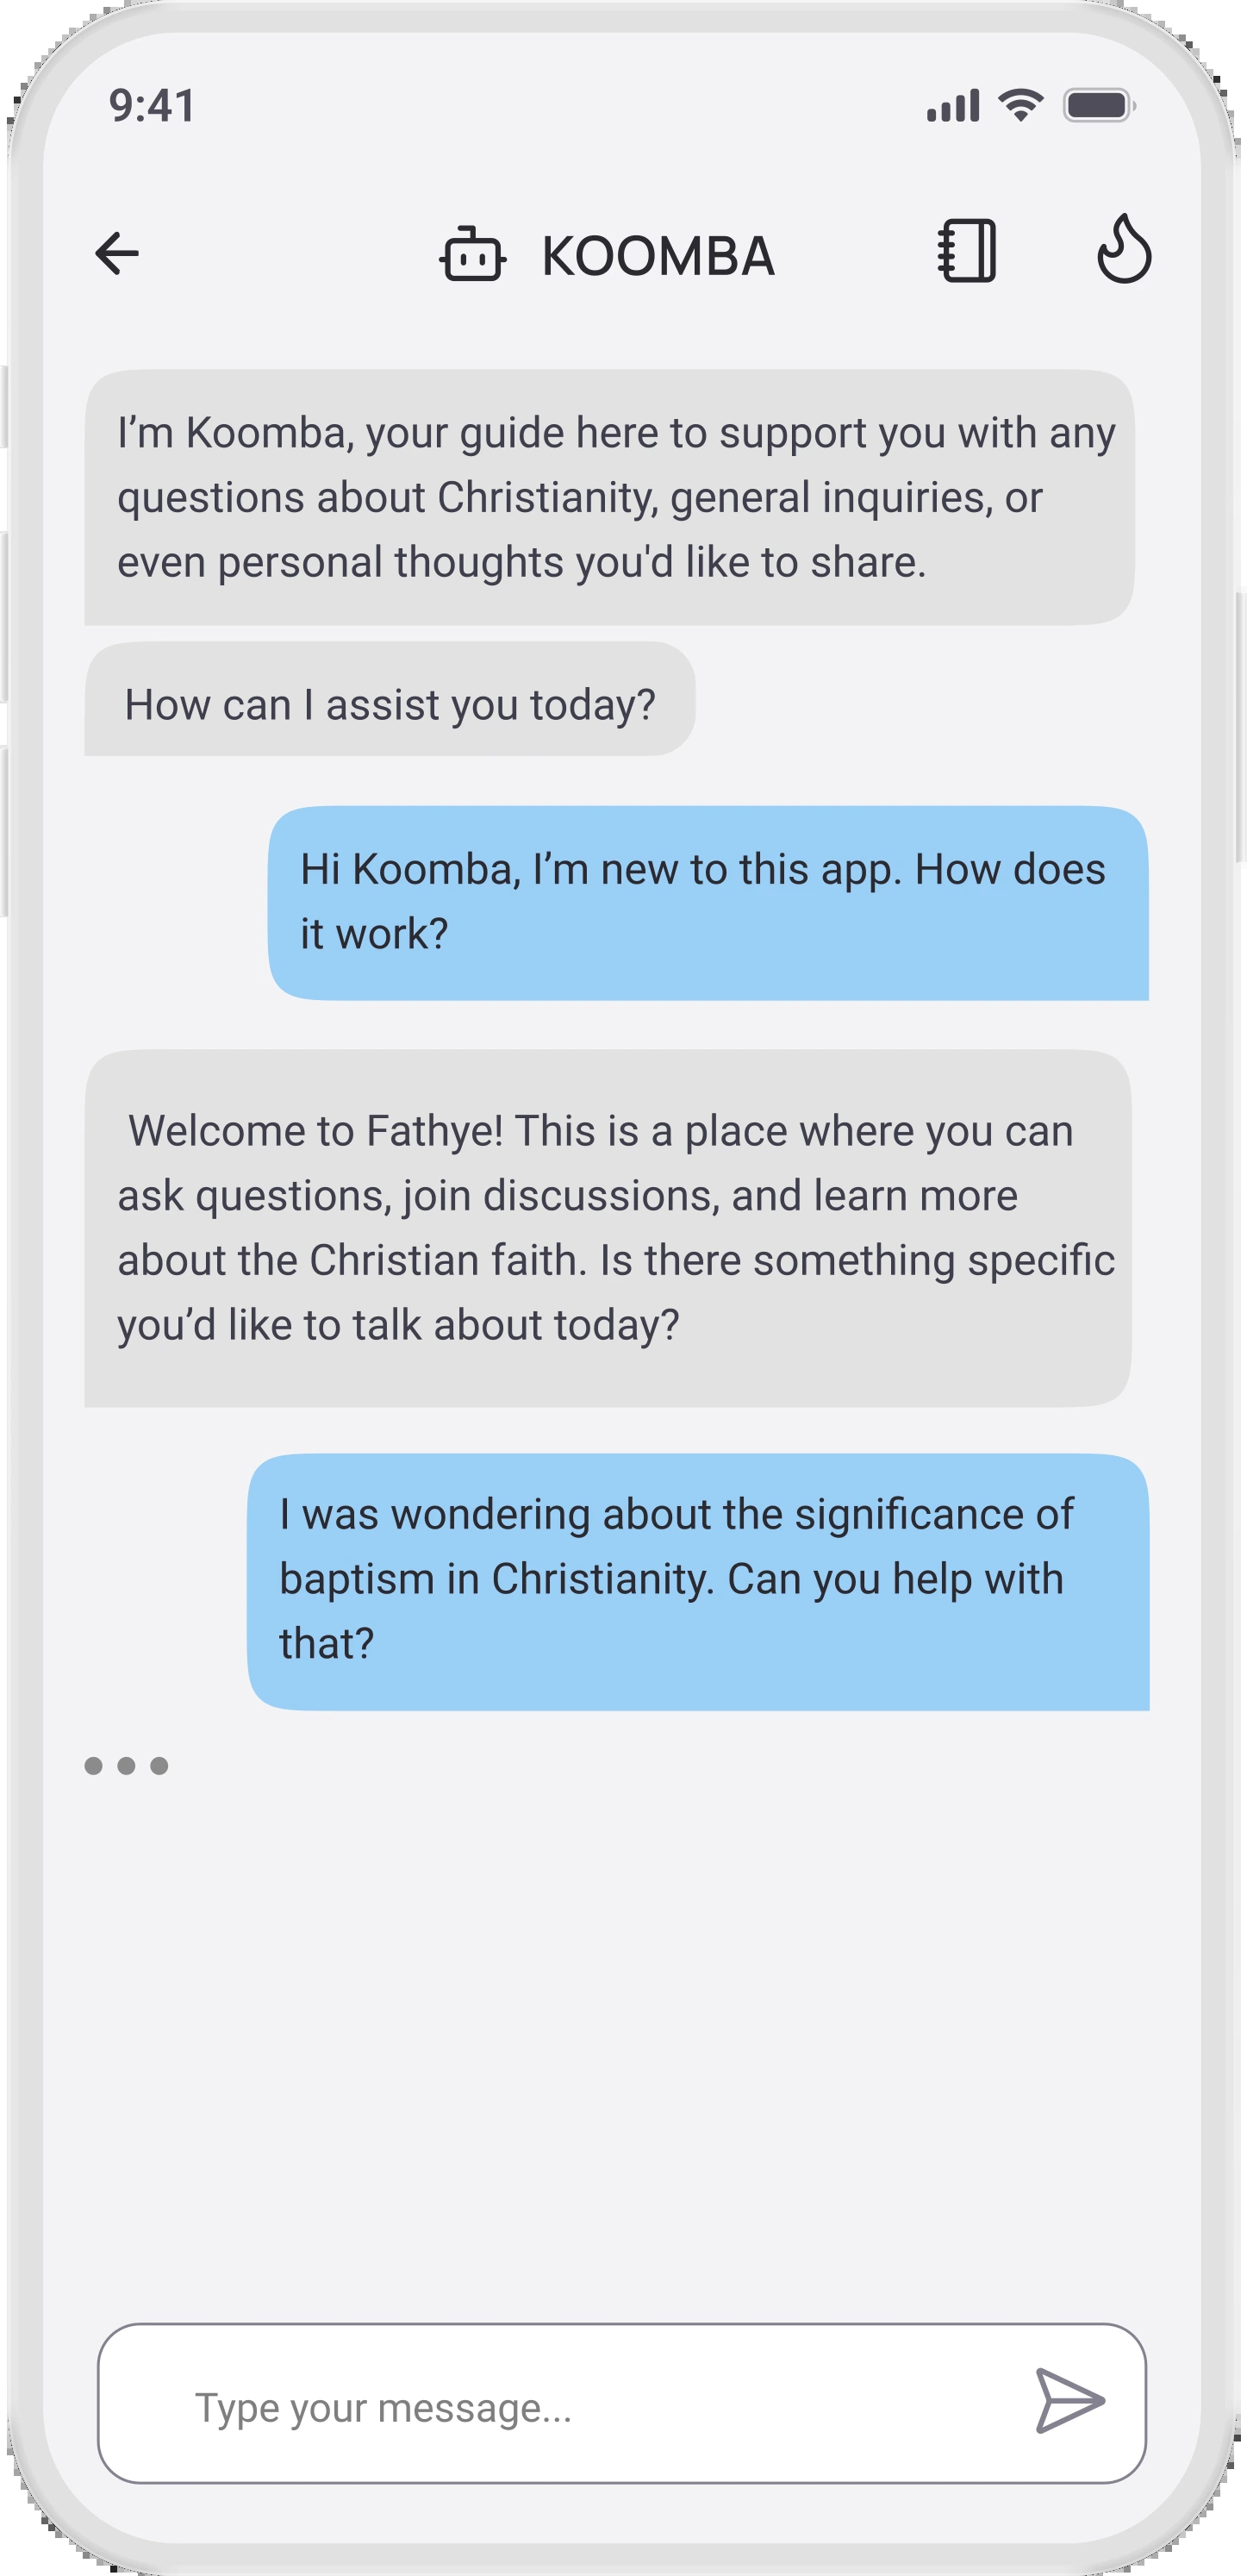 9:41
KOOMBA
I’m Koomba, your guide here to support you with any
questions about Christianity, general inquiries, or
even personal thoughts you'd like to share.
How can I assist you today?
Hi Koomba, I’m new to this app. How does
it work?
Welcome to Fathye! This is a place where you can
ask questions, join discussions, and learn more
about the Christian faith. Is there something specific
you’d like to talk about today?
I was wondering about the significance of
baptism in Christianity. Can you help with
that?
Type your message...